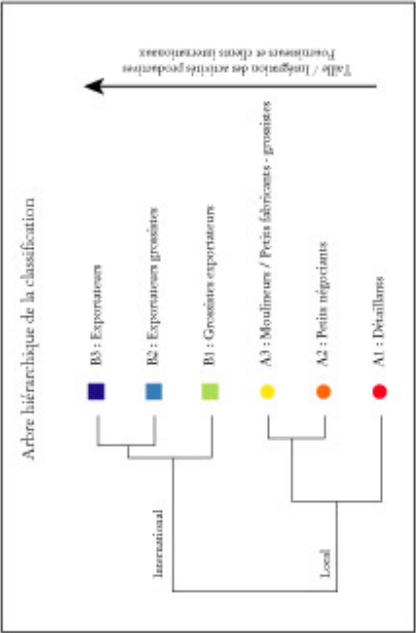 Arbre hiérarchique de la classification
B3 : Exportateurs
B2 : Exportateurs grossistes
B1 : Grossistes exportateurs
A3 : Moulineurs / Petits fabricants - grossistes
A2 : Petits négociants
A1 : Détaillants
International
Local
Taille / Intégration des activités productives
Fournisseurs et clients internationaux